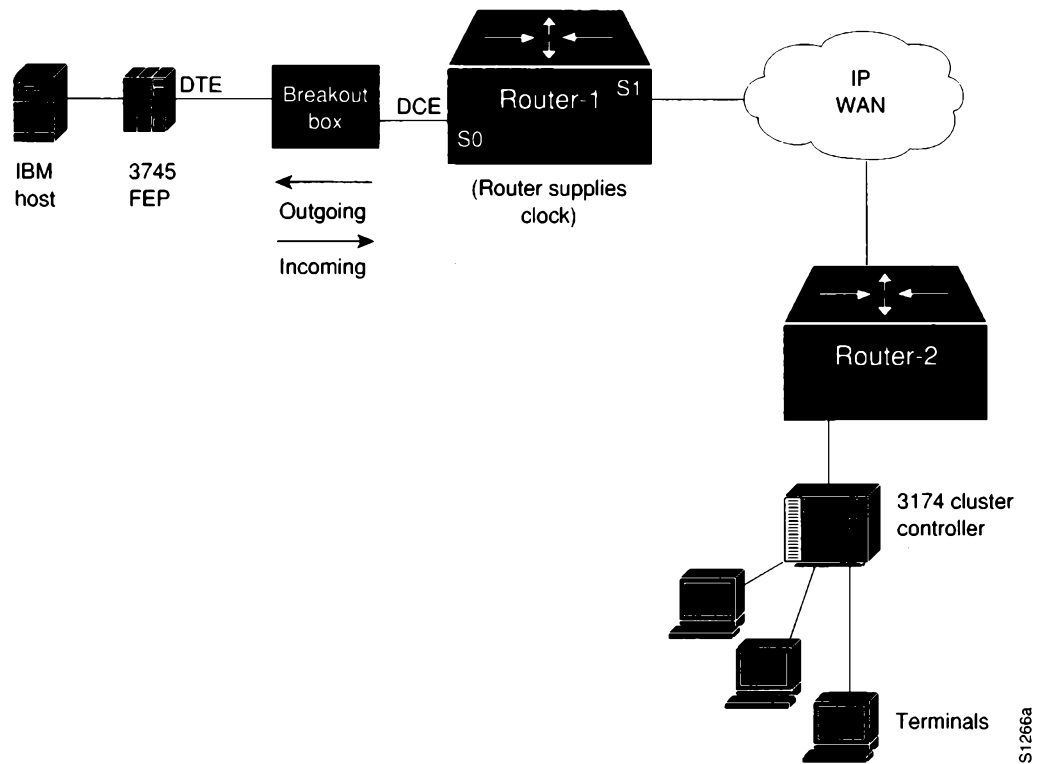 IBM
host
3745
FEP
DTE
Breakout
box
DCE
Outgoing
Incoming
Router-1
S0
S1
(Router supplies
clock)
IP
WAN
Router-2
3174 cluster
controller
Terminals
S1266a